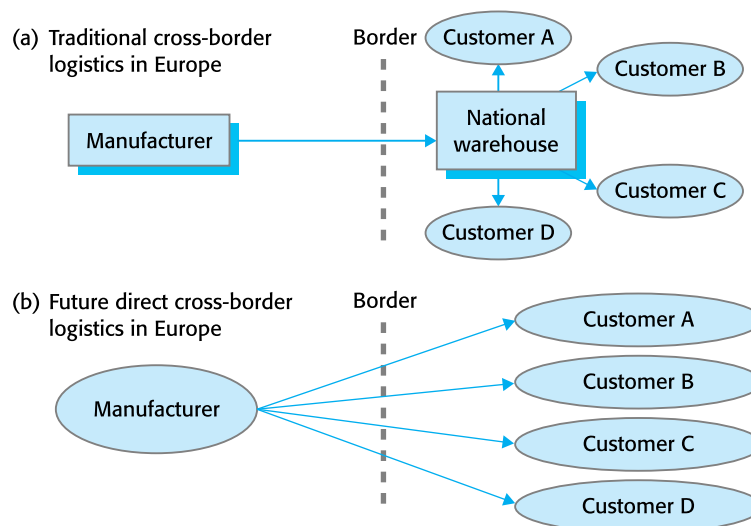 (a) Traditional cross-border
logistics in Europe
Border
Customer A
Customer B
Manufacturer
National
warehouse
Customer C
Customer D
(b) Future direct cross-border
logistics in Europe
Border
Customer A
Customer B
Manufacturer
Customer C
Customer D